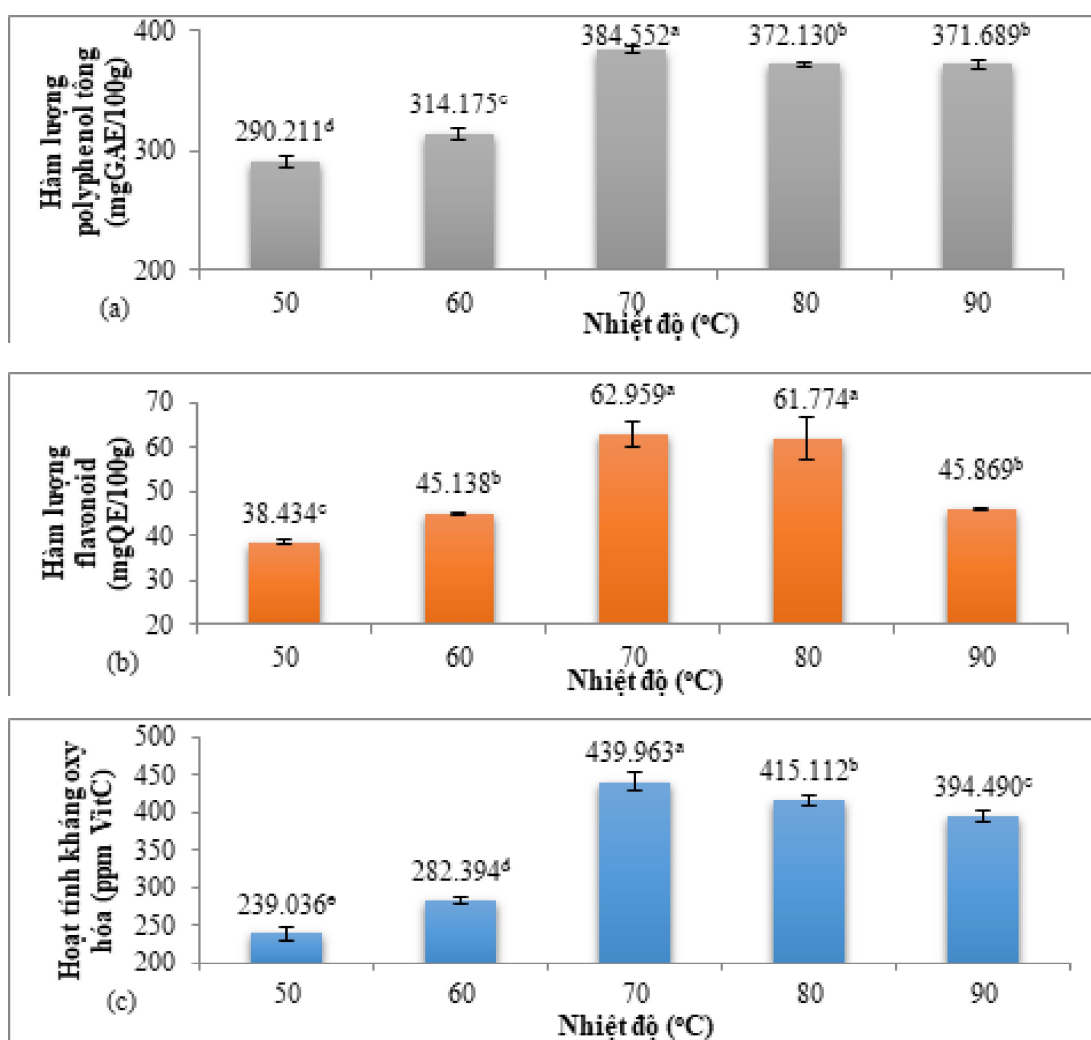 Hàm lượng
polyphenol tổng
(mgGAE/100g)
400
300
200
290.211ᵈ
314.175ᶜ
384.552ᵃ
372.130ᵇ
371.689ᵇ
50 60 70 80 90
(a)
Nhiệt độ (°C)
Hàm lượng
flavonoid
(mgQE/100g)
70
60
50
40
30
20
38.434ᶜ
45.138ᵇ
62.959ᵃ
61.774ᵃ
45.869ᵇ
50 60 70 80 90
(b)
Nhiệt độ (°C)
Hoạt tính kháng oxy
hóa (ppm VitC)
500
450
400
350
300
250
200
239.036ᵉ
282.394ᵈ
439.963ᵃ
415.112ᵇ
394.490ᶜ
50 60 70 80 90
(c)
Nhiệt độ (°C)